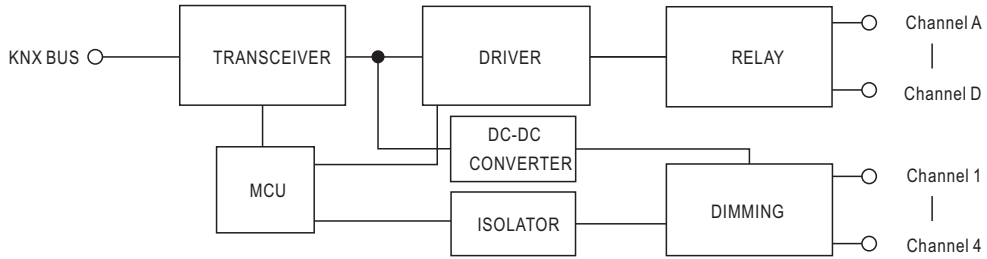 KNX BUS
TRANSCEIVER
DRIVER
RELAY
Channel A
Channel D
MCU
DC-DC
CONVERTER
ISOLATOR
DIMMING
Channel 1
Channel 4